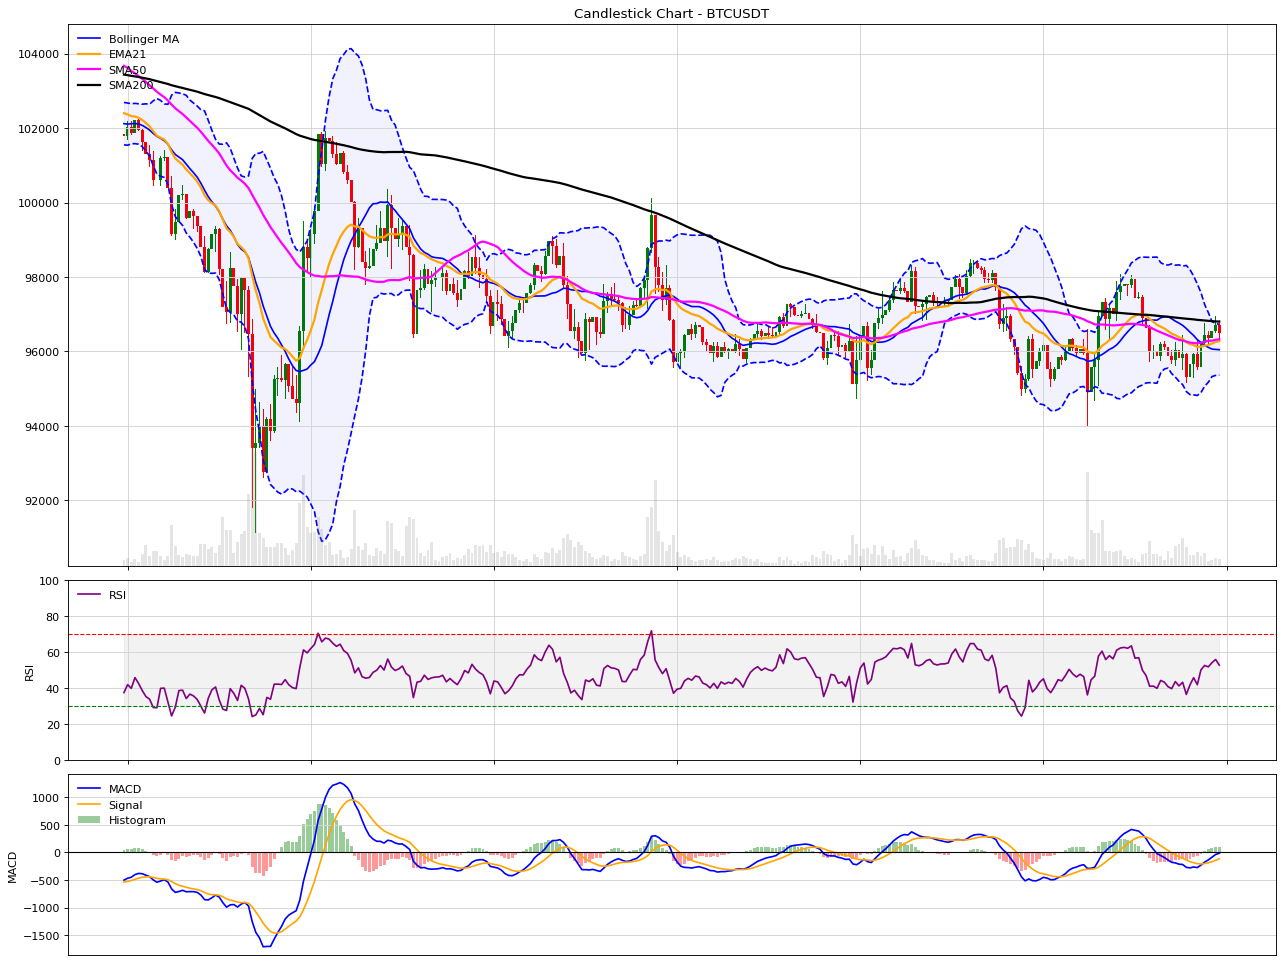 Candlestick Chart - BTCUSDT
Bollinger MA
EMA21
SMA50
SMA200
104000
102000
100000
98000
96000
94000
92000
RSI
100
80
60
40
20
0
RSI
MACD
Signal
Histogram
1000
500
0
−500
−1000
−1500
MACD